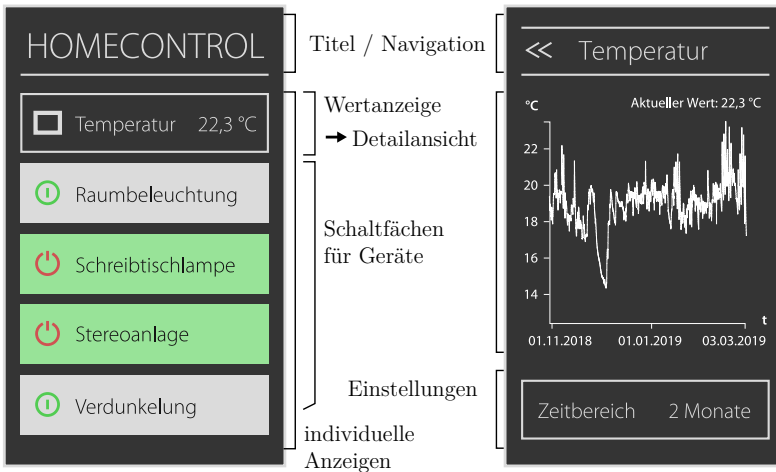 HOMECONTROL
Temperatur 22,3 °C
Raumbeleuchtung
Schreibtischlampe
Stereoanlage
Verdunkelung
Titel / Navigation
Wertanzeige
➔ Detailansicht
Schaltfächen
für Geräte
Einstellungen
individuelle
Anzeigen
<< Temperatur
°C Aktueller Wert: 22,3 °C
22
20
18
16
14
t
01.11.2018 01.01.2019 03.03.2019
Zeitbereich 2 Monate